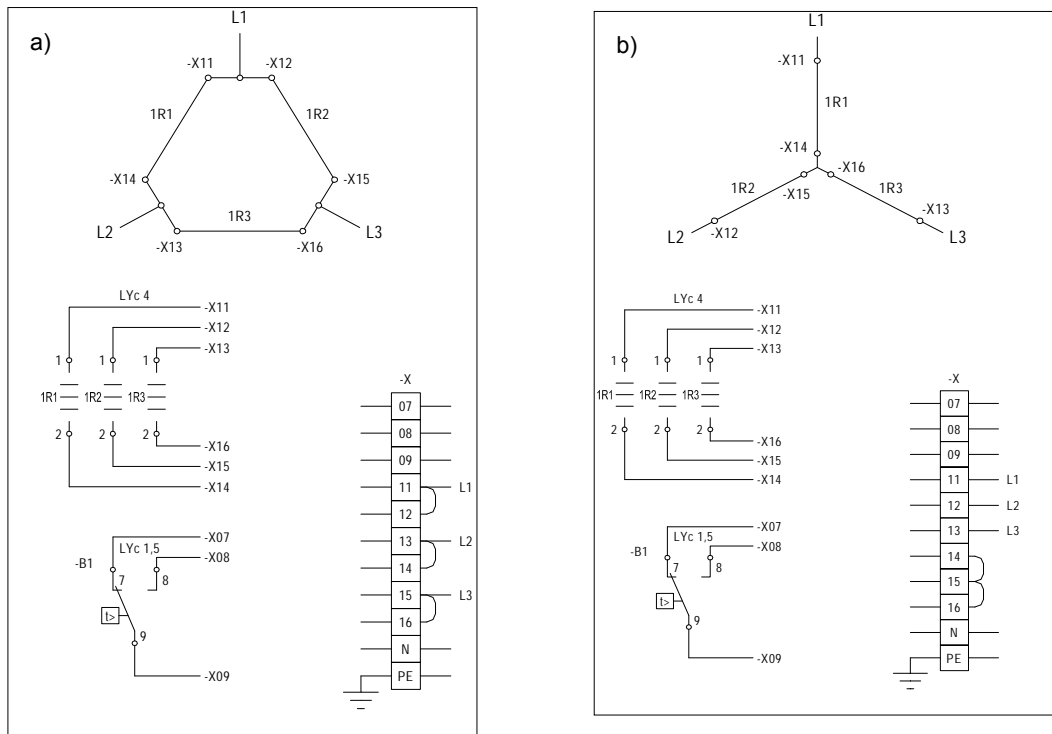 a)
L1
-X11
-X12
1R1
1R2
-X14
-X15
1R3
L2
L3
-X13
-X16
LYc 4
-X11
-X12
-X13
1
1
1
1R1
1R2
1R3
2
2
2
-X16
-X15
-X14
-X07
LYc 1,5
-X08
-B1
7
8
t>
9
-X09
-X
07
08
09
11
L1
12
13
L2
14
15
L3
16
N
PE
b)
L1
-X11
1R1
-X14
-X16
1R2
-X15
1R3
-X13
L2
-X12
L3
LYc 4
-X11
-X12
-X13
1
1
1
1R1
1R2
1R3
2
2
2
-X16
-X15
-X14
-X07
LYc 1,5
-X08
-B1
7
8
t>
9
-X09
-X
07
08
09
11
L1
12
L2
13
L3
14
15
16
N
PE